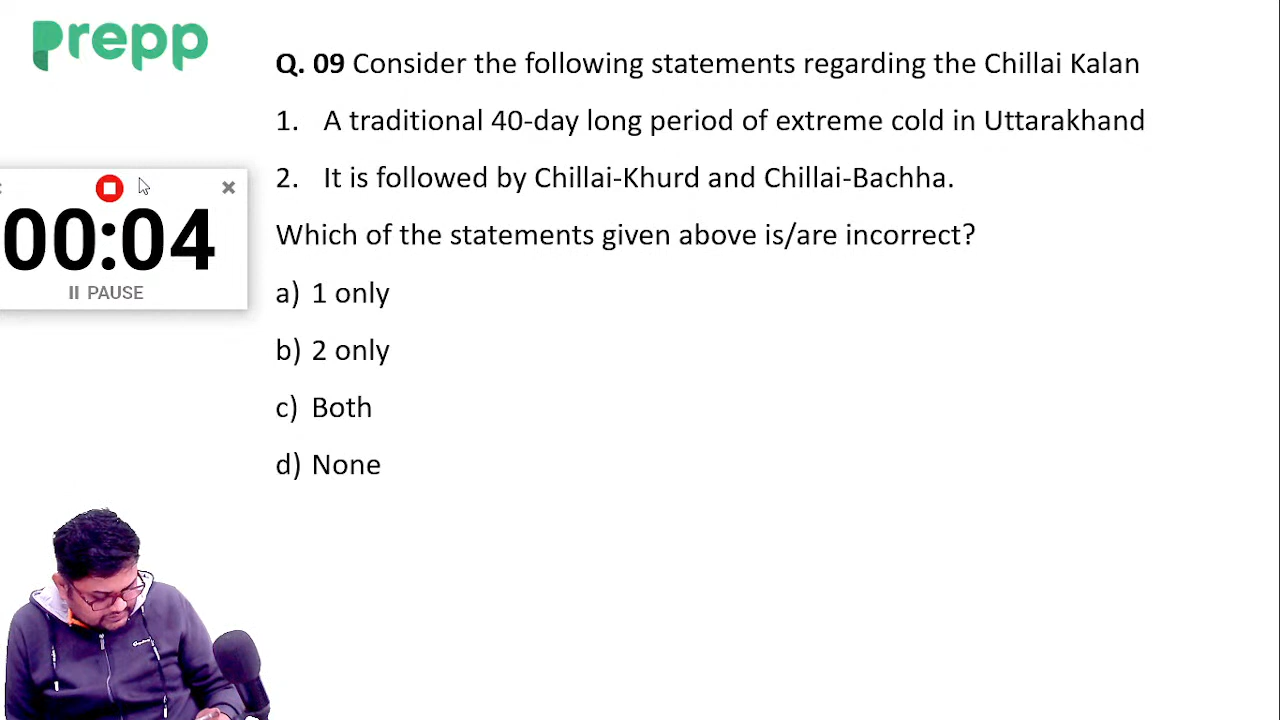 prepp
Q. 09 Consider the following statements regarding the Chillai Kalan
1. A traditional 40-day long period of extreme cold in Uttarakhand
2. It is followed by Chillai-Khurd and Chillai-Bachha.
00:04
PAUSE
Which of the statements given above is/are incorrect?
a) 1 only
b) 2 only
c) Both
d) None